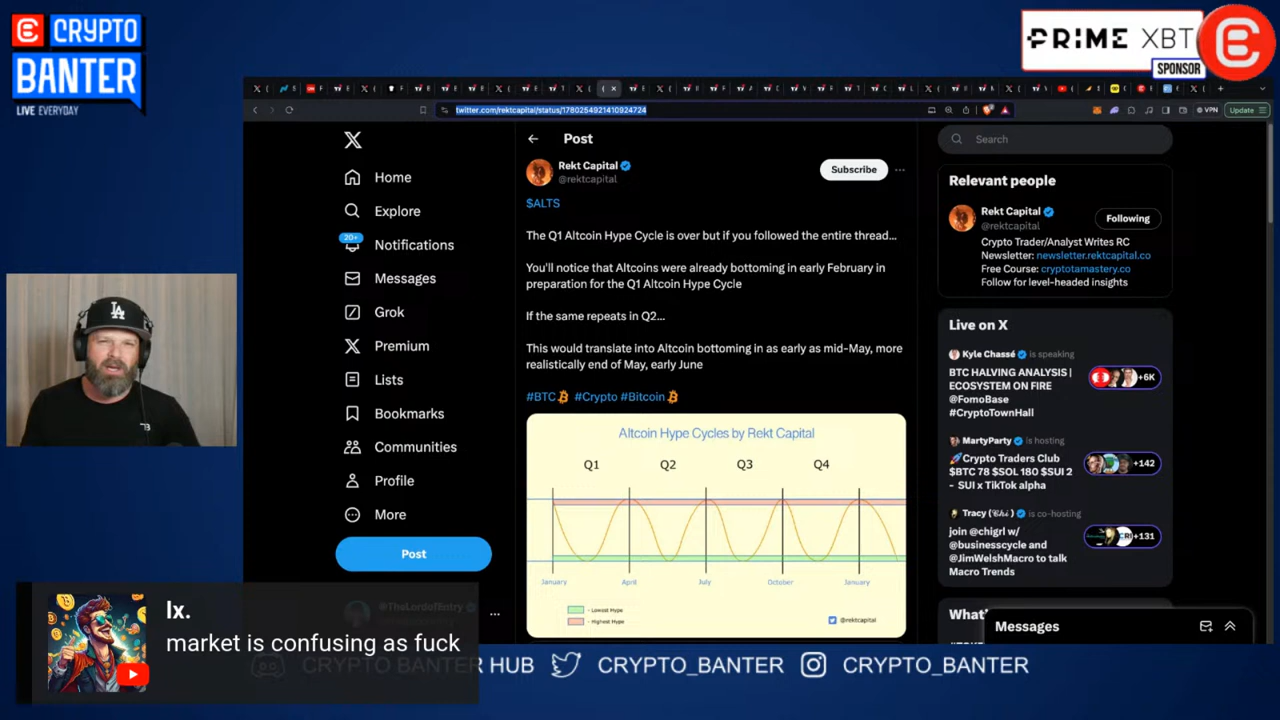 CRYPTO
BANTER
LIVE EVERYDAY
PRIME XBT
SPONSOR
twitter.com/rektcapital/status/1780254921410924724
VPN
Update
Home
Explore
20+
Notifications
Messages
Grok
Premium
Lists
Bookmarks
Communities
Profile
More
Post
@TheLordofEntry
Post
Rekt Capital
@rektcapital
Subscribe
$ALTS
The Q1 Altcoin Hype Cycle is over but if you followed the entire thread...
You'll notice that Altcoins were already bottoming in early February in
preparation for the Q1 Altcoin Hype Cycle
If the same repeats in Q2...
This would translate into Altcoin bottoming in as early as mid-May, more
realistically end of May, early June
#BTC #Crypto #Bitcoin
Altcoin Hype Cycles by Rekt Capital
Q1 Q2 Q3 Q4
January April July October January
- Lowest Hype
- Highest Hype
@rektcapital
Search
Relevant people
Rekt Capital
@rektcapital
Following
Crypto Trader/Analyst Writes RC
Newsletter: newsletter.rektcapital.co
Free Course: cryptotamastery.co
Follow for level-headed insights
Live on X
Kyle Chassé is speaking
BTC HALVING ANALYSIS |
ECOSYSTEM ON FIRE
@FomoBase
#CryptoTownHall
+6K
MartyParty is hosting
Crypto Traders Club
$BTC 78 $SOL 180 $SUI 2
- SUI x TikTok alpha
+142
Tracy (𝒞𝒽𝒾) is co-hosting
join @chigrl w/
@businesscycle and
@JimWelshMacro to talk
Macro Trends
+131
What'
Messages
Ix.
market is confusing as fuck
CRYPTO BANTER HUB
CRYPTO_BANTER
CRYPTO_BANTER